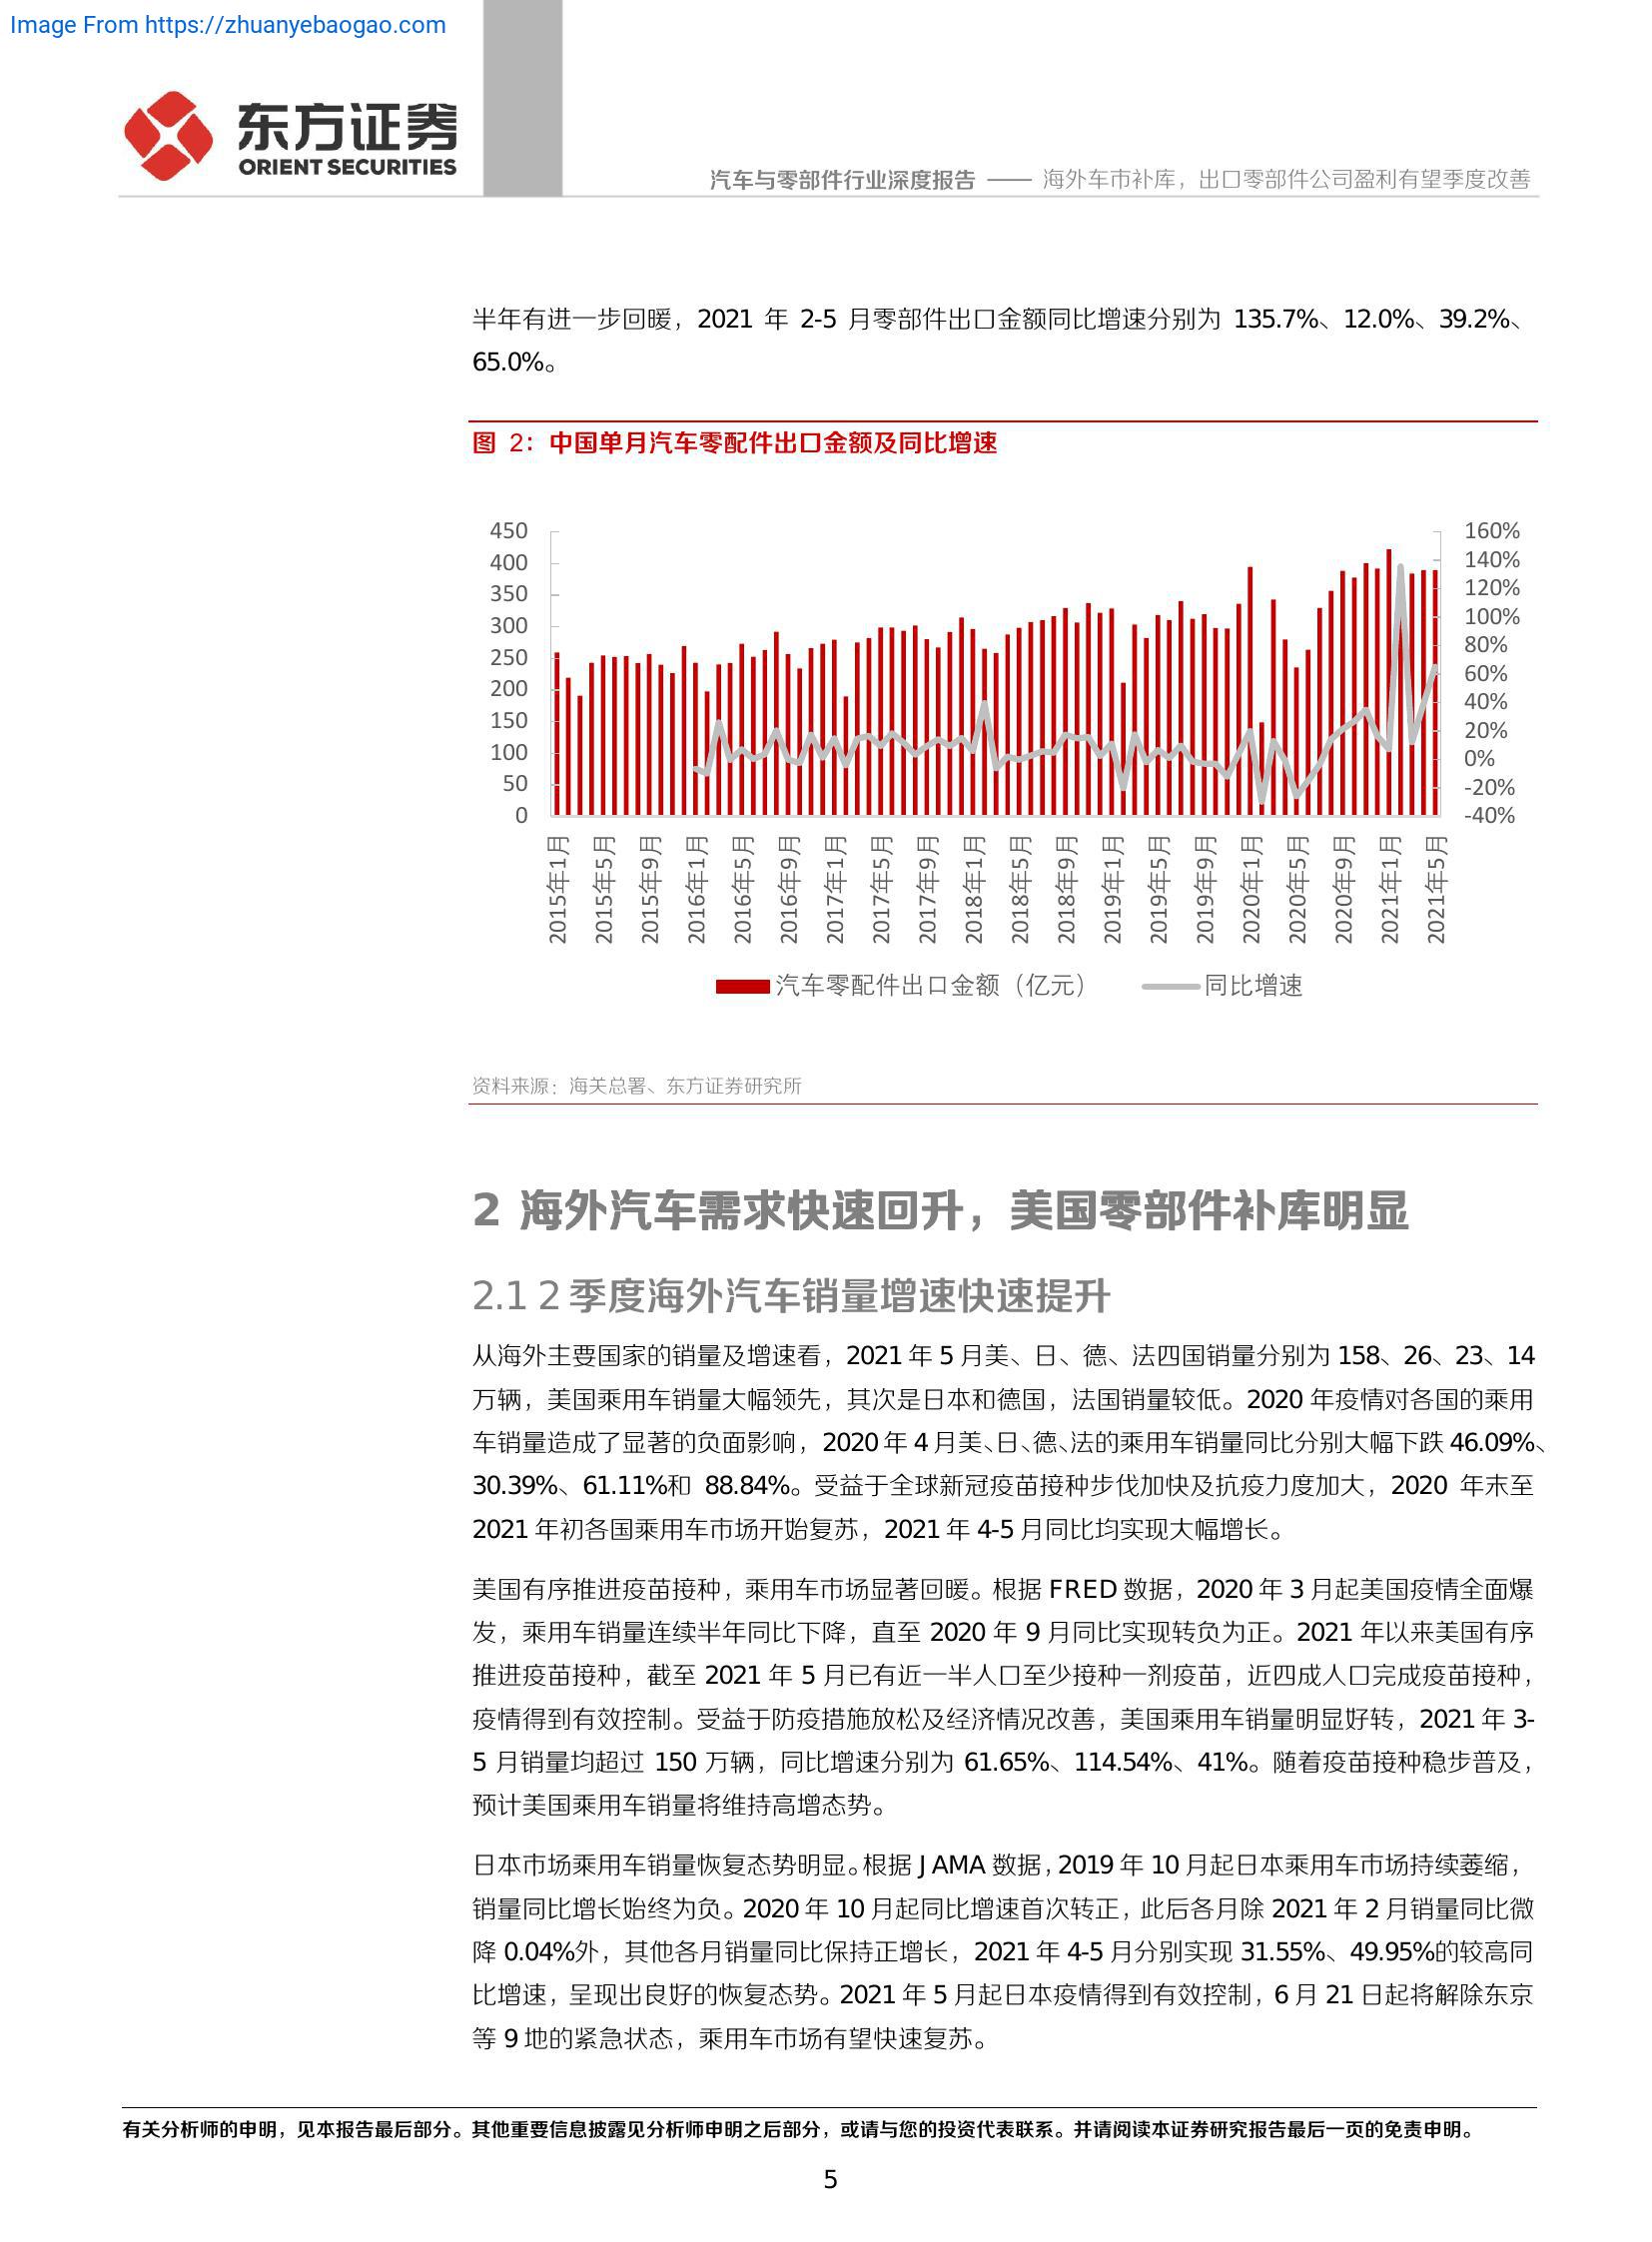 Image From https://zhuanyebaogao.com
东方证券
ORIENT SECURITIES
汽车与零部件行业深度报告 —— 海外车市补库，出口零部件公司盈利有望季度改善
半年有进一步回暖，2021 年 2-5 月零部件出口金额同比增速分别为 135.7%、12.0%、39.2%、
65.0%。
图 2：中国单月汽车零配件出口金额及同比增速
450
400
350
300
250
200
150
100
50
0
160%
140%
120%
100%
80%
60%
40%
20%
0%
-20%
-40%
2015年1月
2015年5月
2015年9月
2016年1月
2016年5月
2016年9月
2017年1月
2017年5月
2017年9月
2018年1月
2018年5月
2018年9月
2019年1月
2019年5月
2019年9月
2020年1月
2020年5月
2020年9月
2021年1月
2021年5月
汽车零配件出口金额（亿元） 同比增速
资料来源：海关总署、东方证券研究所
2 海外汽车需求快速回升，美国零部件补库明显
2.1 2 季度海外汽车销量增速快速提升
从海外主要国家的销量及增速看，2021 年 5 月美、日、德、法四国销量分别为 158、26、23、14
万辆，美国乘用车销量大幅领先，其次是日本和德国，法国销量较低。2020 年疫情对各国的乘用
车销量造成了显著的负面影响，2020 年 4 月美、日、德、法的乘用车销量同比分别大幅下跌 46.09%、
30.39%、61.11%和 88.84%。受益于全球新冠疫苗接种步伐加快及抗疫力度加大，2020 年末至
2021 年初各国乘用车市场开始复苏，2021 年 4-5 月同比均实现大幅增长。
美国有序推进疫苗接种，乘用车市场显著回暖。根据 FRED 数据，2020 年 3 月起美国疫情全面爆
发，乘用车销量连续半年同比下降，直至 2020 年 9 月同比实现转负为正。2021 年以来美国有序
推进疫苗接种，截至 2021 年 5 月已有近一半人口至少接种一剂疫苗，近四成人口完成疫苗接种，
疫情得到有效控制。受益于防疫措施放松及经济情况改善，美国乘用车销量明显好转，2021 年 3-
5 月销量均超过 150 万辆，同比增速分别为 61.65%、114.54%、41%。随着疫苗接种稳步普及，
预计美国乘用车销量将维持高增态势。
日本市场乘用车销量恢复态势明显。根据 JAMA 数据，2019 年 10 月起日本乘用车市场持续萎缩，
销量同比增长始终为负。2020 年 10 月起同比增速首次转正，此后各月除 2021 年 2 月销量同比微
降 0.04%外，其他各月销量同比保持正增长，2021 年 4-5 月分别实现 31.55%、49.95%的较高同
比增速，呈现出良好的恢复态势。2021 年 5 月起日本疫情得到有效控制，6 月 21 日起将解除东京
等 9 地的紧急状态，乘用车市场有望快速复苏。
有关分析师的申明，见本报告最后部分。其他重要信息披露见分析师申明之后部分，或请与您的投资代表联系。并请阅读本证券研究报告最后一页的免责申明。
5